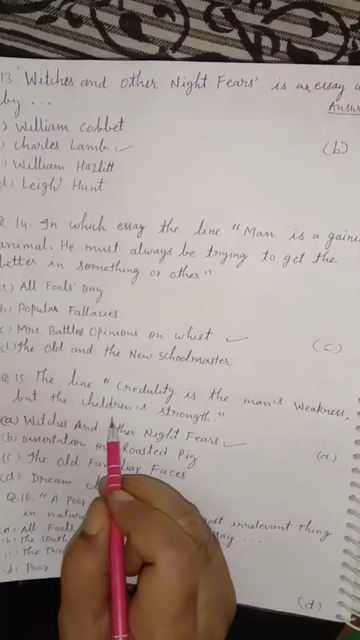 13. 'Witches and Other Night Fears' is an essay
by ...
Answer
) William Cobbet
) Charles Lamb ✓
(b)
) William Hazlitt
d) Leigh Hunt
Q 14. In which essay the line "Man is a
animal. He must always be trying to get the
better in something or other"
a) All Fools' Day
b) Popular Fallacies
c) Mrs. Battles Opinions on whist ✓
(c)
(d) The Old and the New Schoolmaster
Q.15 The line "Credulity is the man's Weakness,
but the children's strength."
(a) Witches And Other Night Fears ✓
(a)
(b) Dissertation on Roasted Pig
(c) The Old Familiar Faces
(d) Dream
Q.16. "A Poor
irrelevant thing
in
a) All Fools
b) The South
(c) The
(d) Poor
(d)